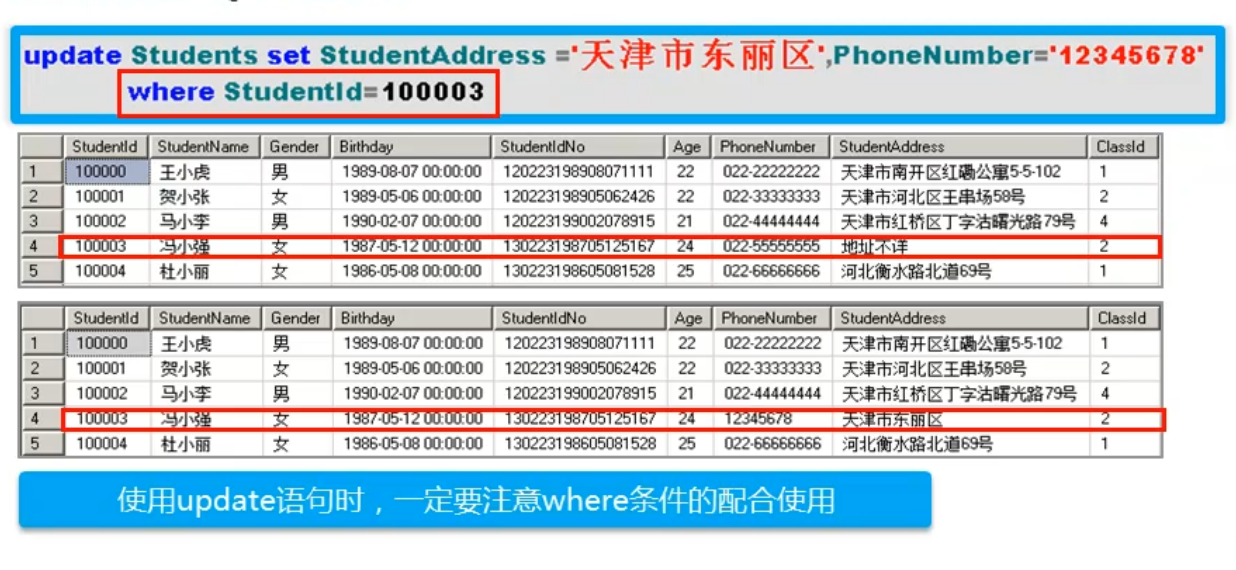 update Students set StudentAddress ='天津市东丽区',PhoneNumber='12345678'
where StudentId=100003
StudentId StudentName Gender Birthday StudentIdNo Age PhoneNumber StudentAddress ClassId
1 100000 王小虎 男 1989-08-07 00:00:00 120223198908071111 22 022-22222222 天津市南开区红磡公寓5-5-102 1
2 100001 贺小张 女 1989-05-06 00:00:00 120223198905062426 22 022-33333333 天津市河北区王串场58号 2
3 100002 马小李 男 1990-02-07 00:00:00 120223199002078915 21 022-44444444 天津市红桥区丁字沽曙光路79号 4
4 100003 冯小强 女 1987-05-12 00:00:00 130223198705125167 24 022-55555555 地址不详 2
5 100004 杜小丽 女 1986-05-08 00:00:00 130223198605081528 25 022-66666666 河北衡水路北道69号 1
StudentId StudentName Gender Birthday StudentIdNo Age PhoneNumber StudentAddress ClassId
1 100000 王小虎 男 1989-08-07 00:00:00 120223198908071111 22 022-22222222 天津市南开区红磡公寓5-5-102 1
2 100001 贺小张 女 1989-05-06 00:00:00 120223198905062426 22 022-33333333 天津市河北区王串场58号 2
3 100002 马小李 男 1990-02-07 00:00:00 120223199002078915 21 022-44444444 天津市红桥区丁字沽曙光路79号 4
4 100003 冯小强 女 1987-05-12 00:00:00 130223198705125167 24 12345678 天津市东丽区 2
5 100004 杜小丽 女 1986-05-08 00:00:00 130223198605081528 25 022-66666666 河北衡水路北道69号 1
使用update语句时，一定要注意where条件的配合使用